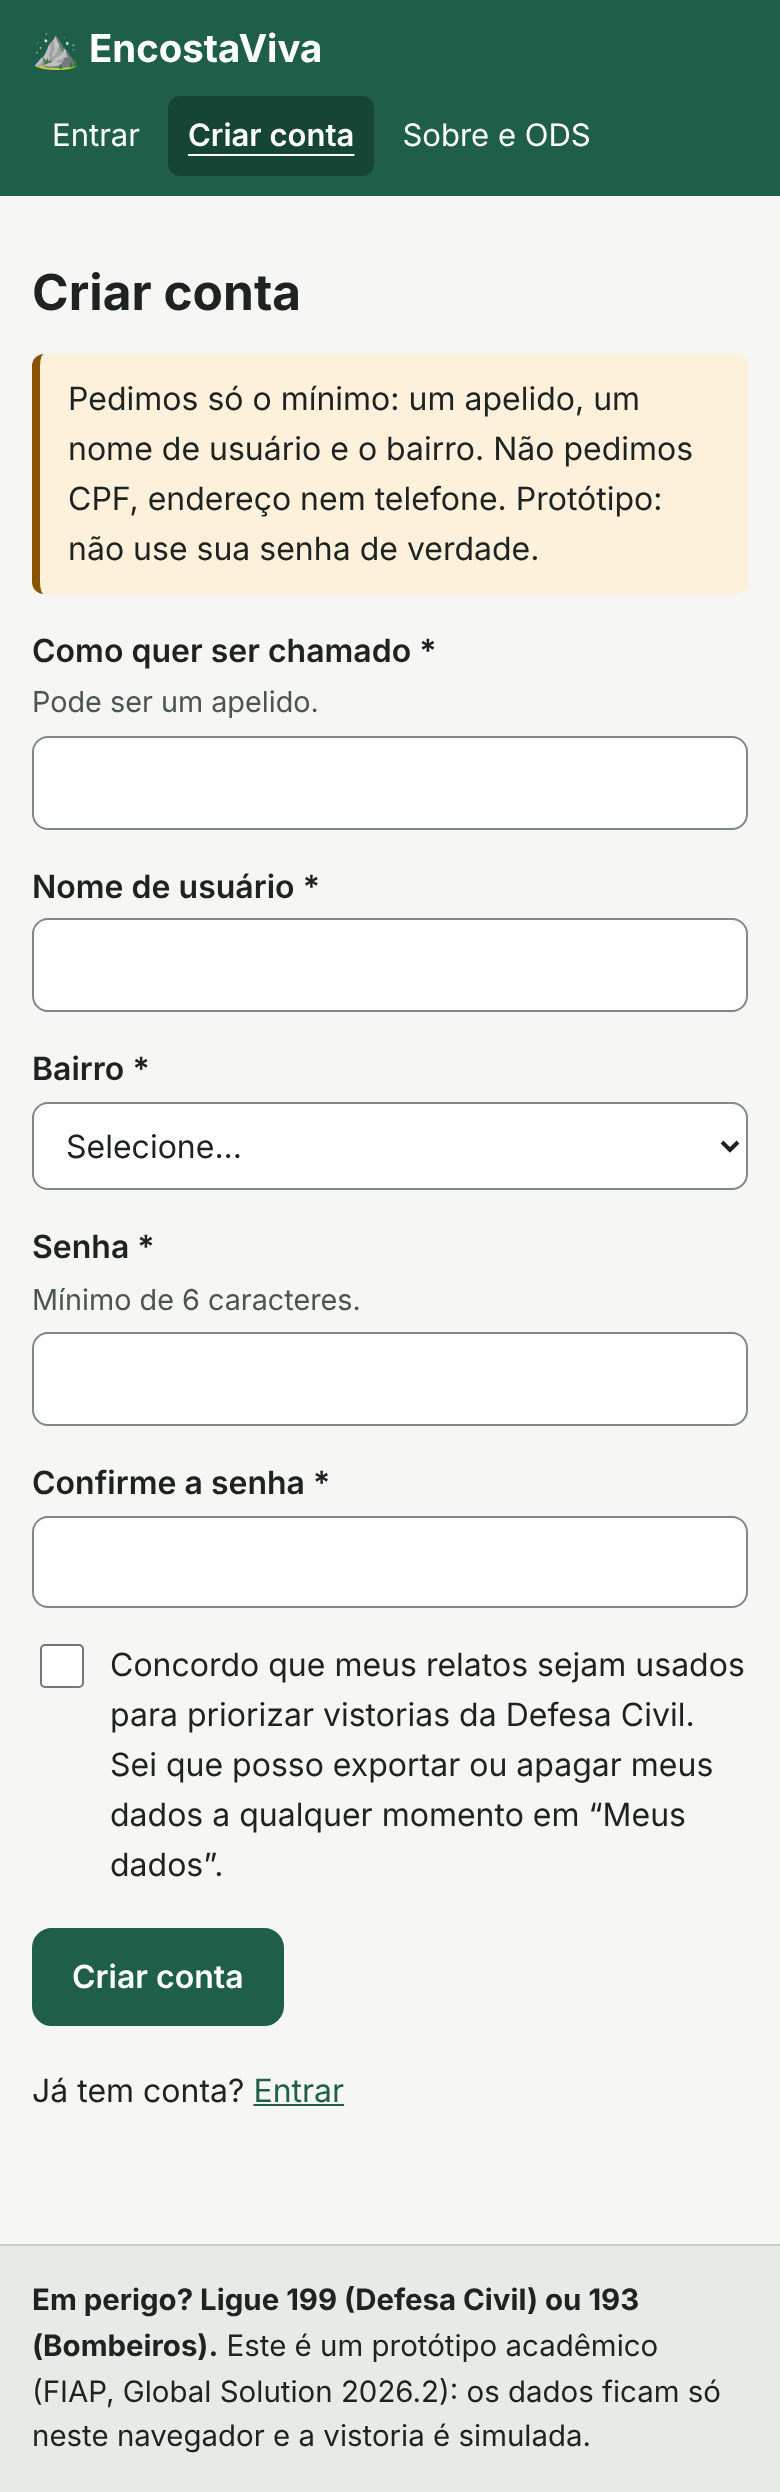 EncostaViva
Entrar
Criar conta
Sobre e ODS
Criar conta
Pedimos só o mínimo: um apelido, um
nome de usuário e o bairro. Não pedimos
CPF, endereço nem telefone. Protótipo:
não use sua senha de verdade.
Como quer ser chamado *
Pode ser um apelido.
Nome de usuário *
Bairro *
Selecione...
Senha *
Mínimo de 6 caracteres.
Confirme a senha *
Concordo que meus relatos sejam usados
para priorizar vistorias da Defesa Civil.
Sei que posso exportar ou apagar meus
dados a qualquer momento em “Meus
dados”.
Criar conta
Já tem conta? Entrar
Em perigo? Ligue 199 (Defesa Civil) ou 193
(Bombeiros). Este é um protótipo acadêmico
(FIAP, Global Solution 2026.2): os dados ficam só
neste navegador e a vistoria é simulada.